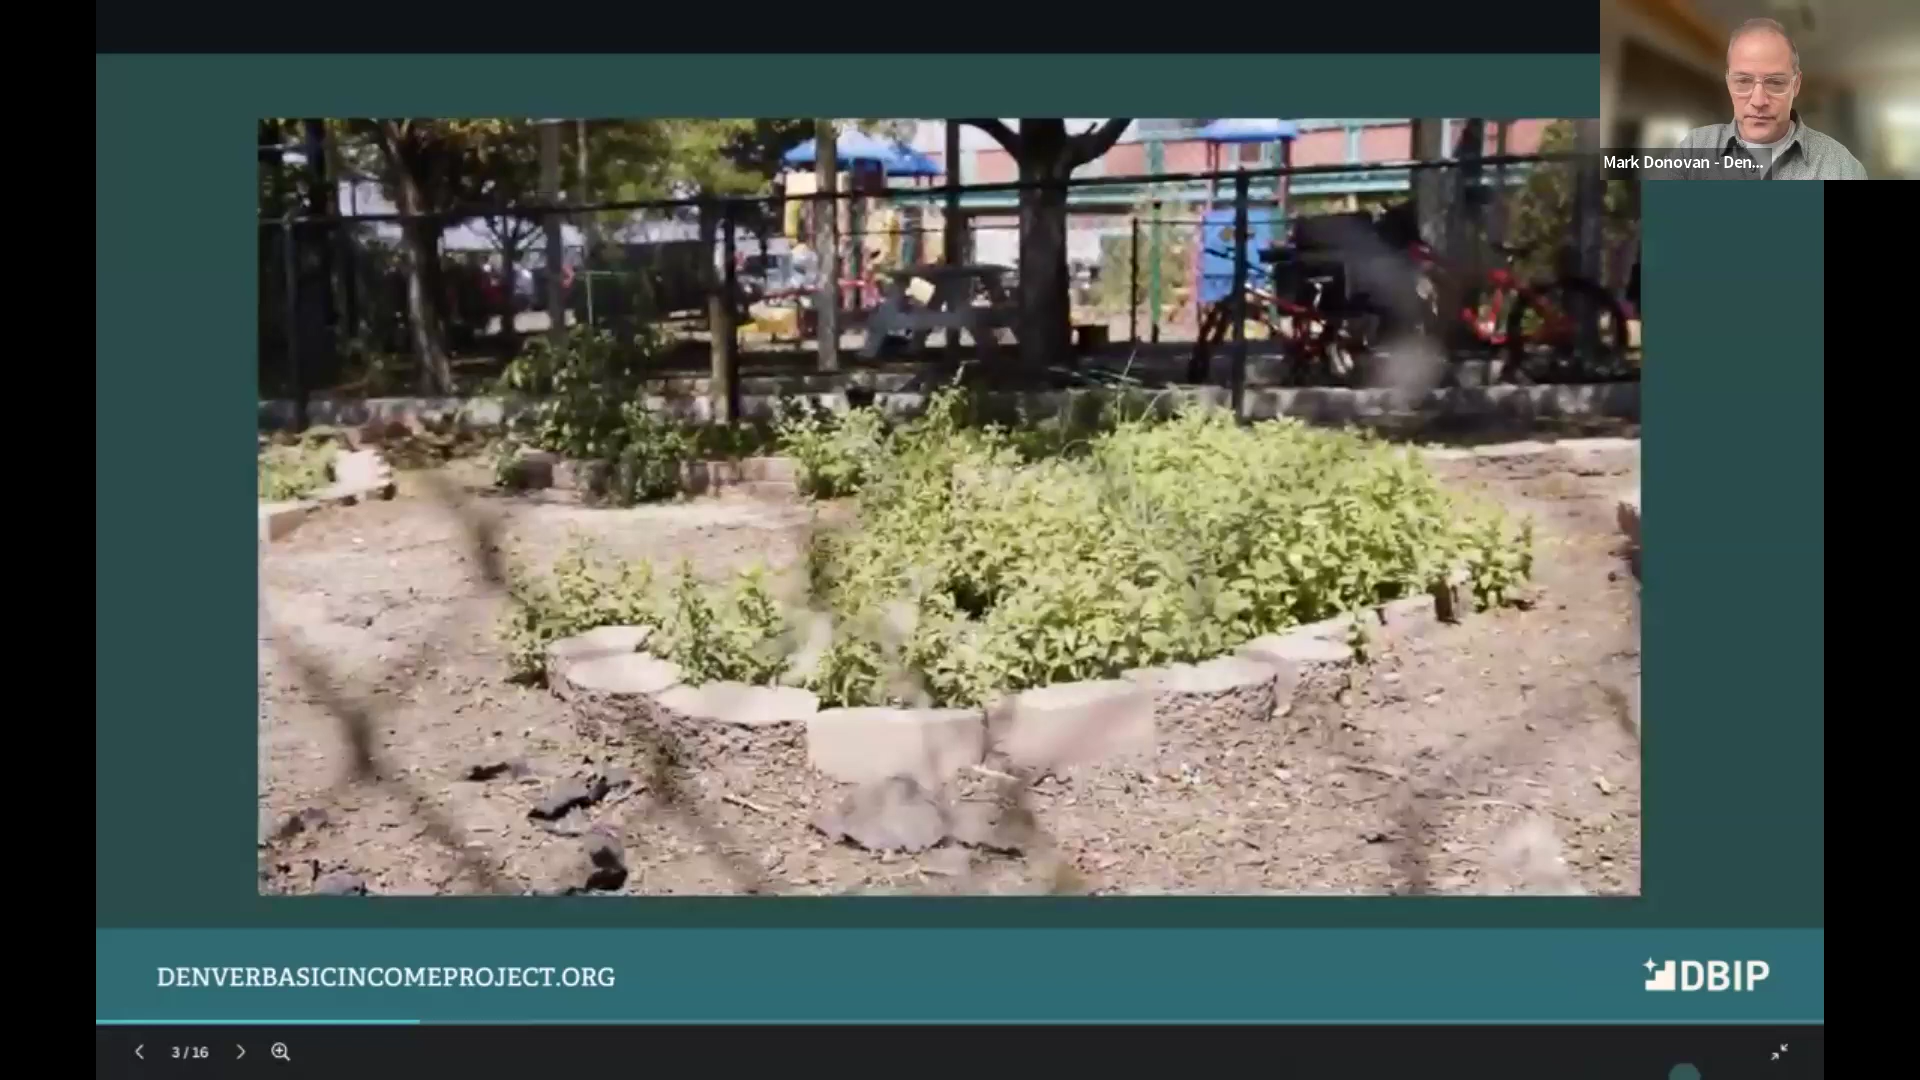 Mark Donovan - Den...
DENVERBASICINCOMEPROJECT.ORG
DBIP
3 / 16